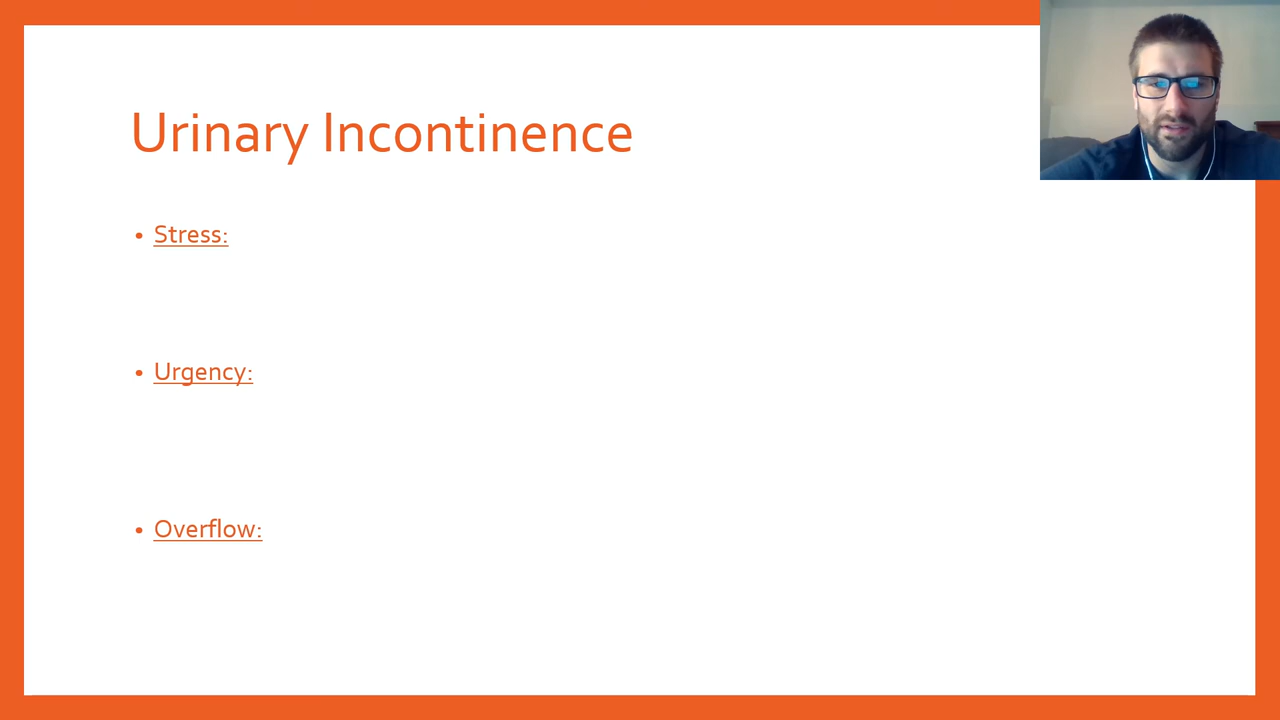 Urinary Incontinence
• Stress:
• Urgency:
• Overflow: